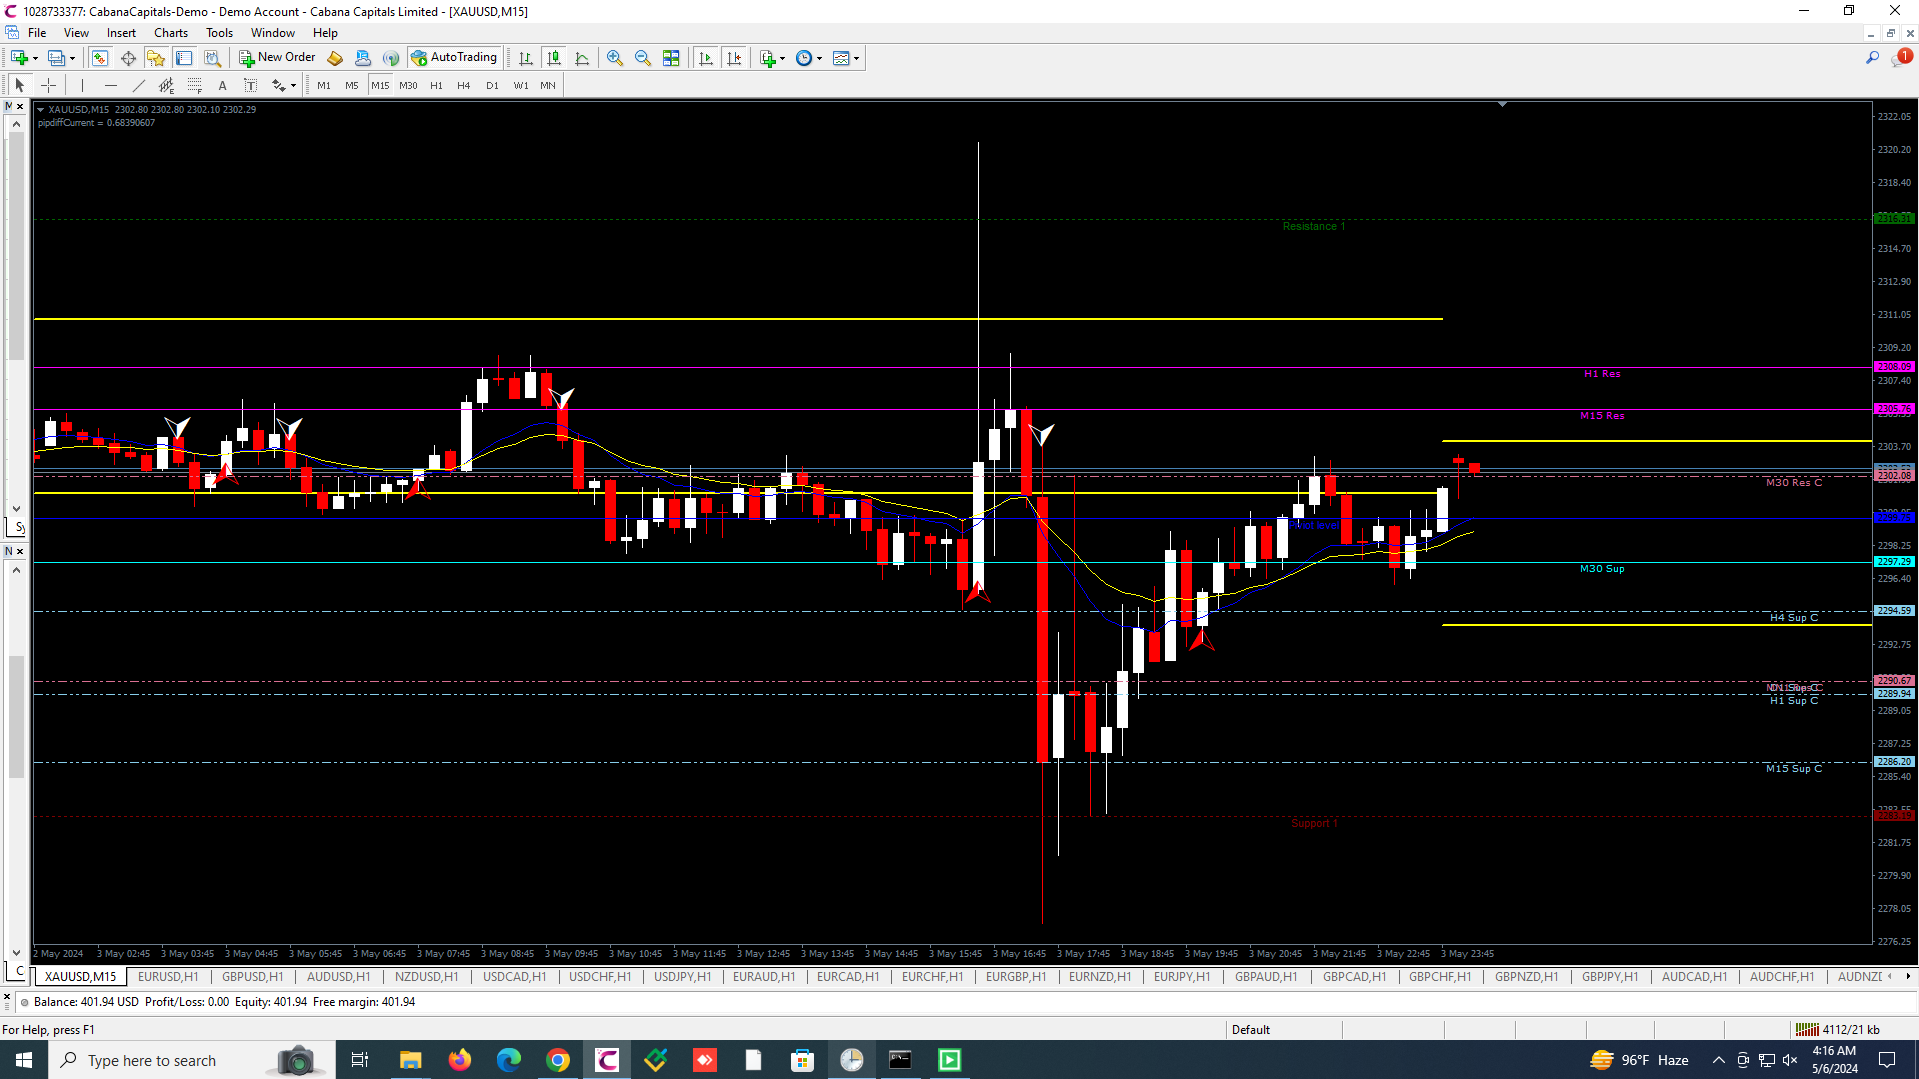 1028733377: CabanaCapitals-Demo - Demo Account - Cabana Capitals Limited - [XAUUSD,M15]
File View Insert Charts Tools Window Help
New Order AutoTrading
1
A T M1 M5 M15 M30 H1 H4 D1 W1 MN
M
XAUUSD,M15 2302.80 2302.80 2302.10 2302.29
pipdiffCurrent = 0.68390607
2322.05
2320.20
2318.40
2316.31
Resistance 1
2314.70
2312.90
2311.05
2309.20
2308.09
H1 Res
2307.40
2305.76
M15 Res
2303.70
2302.08
M30 Res C
Sy
2298.25
2297.29
M30 Sup
2296.40
2294.59
H4 Sup C
2292.75
2290.67
2289.94
H1 Sup C
2289.05
2287.25
2286.20
M15 Sup C
2285.40
Support 1
2281.75
2279.90
2278.05
2276.25
N
C
2 May 2024 3 May 02:45 3 May 03:45 3 May 04:45 3 May 05:45 3 May 06:45 3 May 07:45 3 May 08:45 3 May 09:45 3 May 10:45 3 May 11:45 3 May 12:45 3 May 13:45 3 May 14:45 3 May 15:45 3 May 16:45 3 May 17:45 3 May 18:45 3 May 19:45 3 May 20:45 3 May 21:45 3 May 22:45 3 May 23:45
XAUUSD,M15 EURUSD,H1 GBPUSD,H1 AUDUSD,H1 NZDUSD,H1 USDCAD,H1 USDCHF,H1 USDJPY,H1 EURAUD,H1 EURCAD,H1 EURCHF,H1 EURGBP,H1 EURNZD,H1 EURJPY,H1 GBPAUD,H1 GBPCAD,H1 GBPCHF,H1 GBPNZD,H1 GBPJPY,H1 AUDCAD,H1 AUDCHF,H1 AUDNZD
Balance: 401.94 USD Profit/Loss: 0.00 Equity: 401.94 Free margin: 401.94
For Help, press F1 Default 4112/21 kb
Type here to search 96°F Haze 4:16 AM
5/6/2024